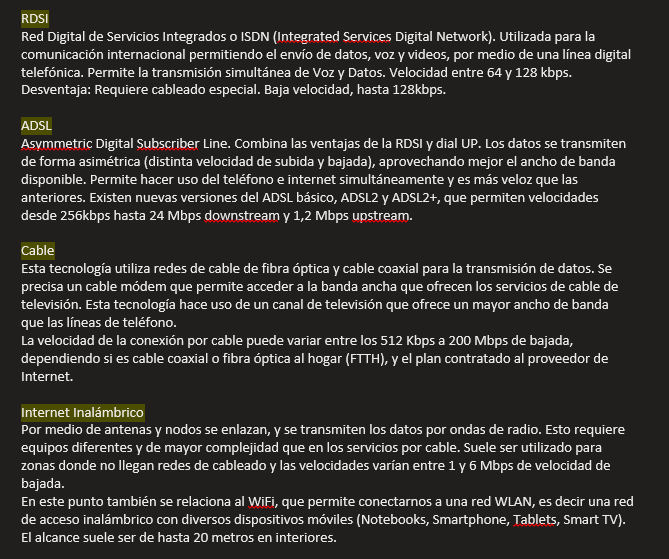 RDSI
Red Digital de Servicios Integrados o ISDN (Integrated Services Digital Network). Utilizada para la
comunicación internacional permitiendo el envío de datos, voz y videos, por medio de una línea digital
telefónica. Permite la transmisión simultánea de Voz y Datos. Velocidad entre 64 y 128 kbps.
Desventaja: Requiere cableado especial. Baja velocidad, hasta 128kbps.
ADSL
Asymmetric Digital Subscriber Line. Combina las ventajas de la RDSI y dial UP. Los datos se transmiten
de forma asimétrica (distinta velocidad de subida y bajada), aprovechando mejor el ancho de banda
disponible. Permite hacer uso del teléfono e internet simultáneamente y es más veloz que las
anteriores. Existen nuevas versiones del ADSL básico, ADSL2 y ADSL2+, que permiten velocidades
desde 256kbps hasta 24 Mbps downstream y 1,2 Mbps upstream.
Cable
Esta tecnología utiliza redes de cable de fibra óptica y cable coaxial para la transmisión de datos. Se
precisa un cable módem que permite acceder a la banda ancha que ofrecen los servicios de cable de
televisión. Esta tecnología hace uso de un canal de televisión que ofrece un mayor ancho de banda
que las líneas de teléfono.
La velocidad de la conexión por cable puede variar entre los 512 Kbps a 200 Mbps de bajada,
dependiendo si es cable coaxial o fibra óptica al hogar (FTTH), y el plan contratado al proveedor de
Internet.
Internet Inalámbrico
Por medio de antenas y nodos se enlazan, y se transmiten los datos por ondas de radio. Esto requiere
equipos diferentes y de mayor complejidad que en los servicios por cable. Suele ser utilizado para
zonas donde no llegan redes de cableado y las velocidades varían entre 1 y 6 Mbps de velocidad de
bajada.
En este punto también se relaciona al WiFi, que permite conectarnos a una red WLAN, es decir una red
de acceso inalámbrico con diversos dispositivos móviles (Notebooks, Smartphone, Tablets, Smart TV).
El alcance suele ser de hasta 20 metros en interiores.